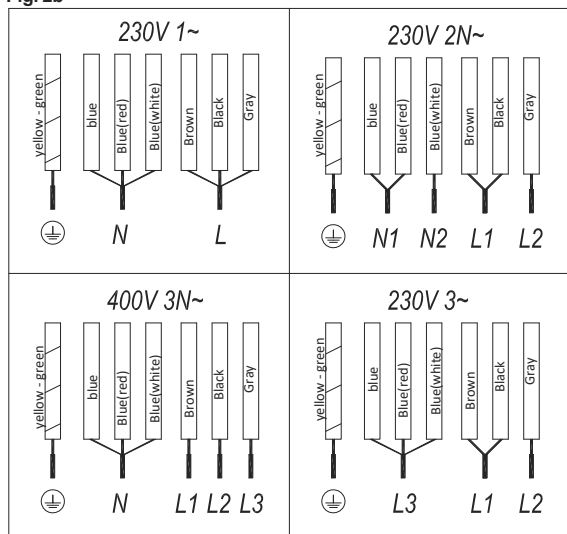 Fig. 2b
230V 1~
yellow - green
blue
Blue(red)
Blue(white)
Brown
Black
Gray
N L
230V 2N~
yellow - green
blue
Blue(red)
Blue(white)
Brown
Black
Gray
N1 N2 L1 L2
400V 3N~
yellow - green
blue
Blue(red)
Blue(white)
Brown
Black
Gray
N L1 L2 L3
230V 3~
yellow - green
blue
Blue(red)
Blue(white)
Brown
Black
Gray
L3 L1 L2